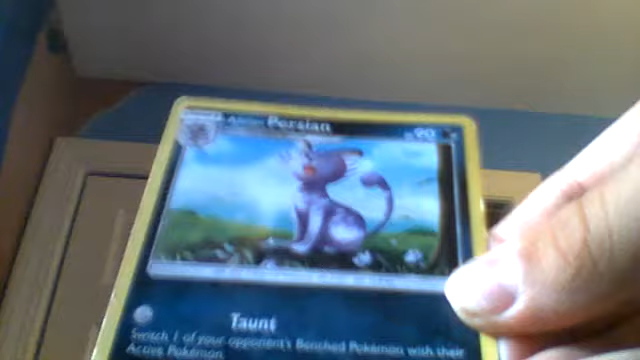 Persian 90
Taunt
Switch 1 of your opponent's Benched Pokémon with their
Active Pokémon.